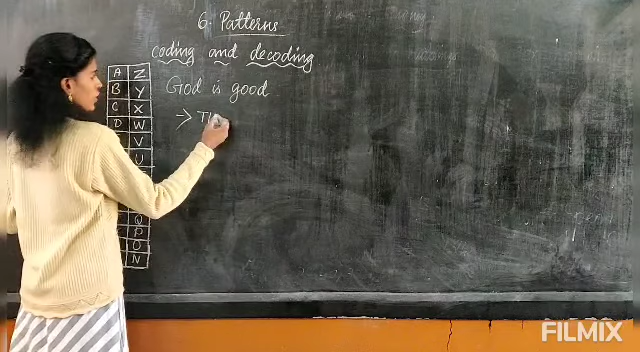 6. Patterns
coding and decoding
God is good
A Z
B Y
C X
D W
V
U
Q
P
O
N
FILMIX